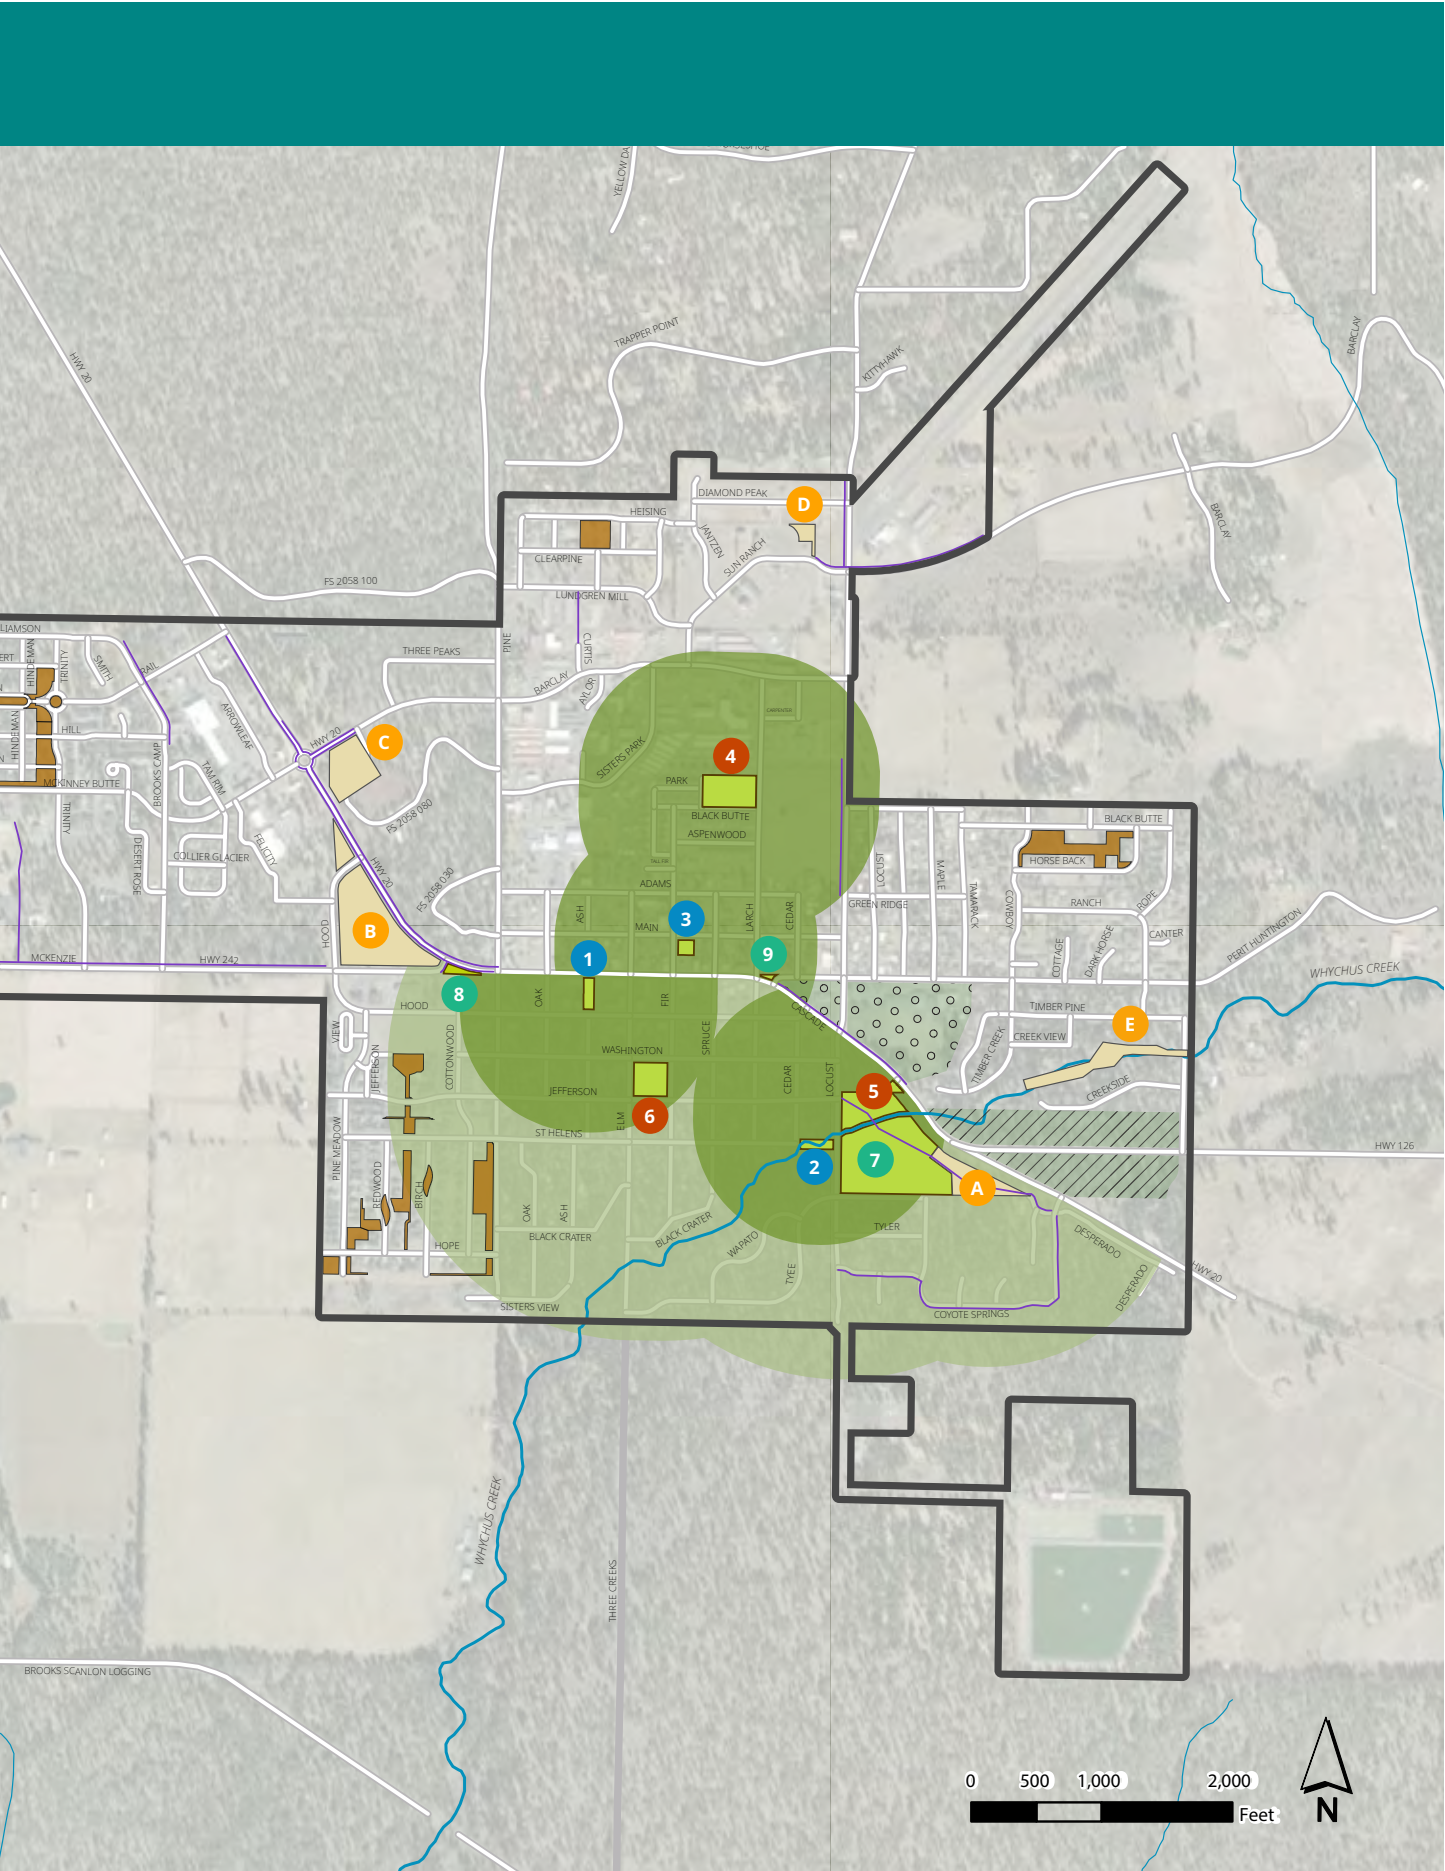 YELLOW DA
HWY 20
TRAPPER POINT
KITTYHAWK
BARCLAY
BARCLAY
DIAMOND PEAK
D
HEISING
JANTZEN
SUN RANCH
CLEARPINE
LUNDGREN MILL
FS 2058 100
LIAMSON
HINDEMAN
TRINITY
SMITH
RAIL
PINE
CURTIS
THREE PEAKS
BARCLAY
AYLOR
ARROWLEAF
HWY 20
C
HINDEMAN
HILL
CARPENTER
SISTERS PARK
4
BROOKS CAMP
TAM RIM
MCKINNEY BUTTE
PARK
FS 2058 080
BLACK BUTTE
BLACK BUTTE
TRINITY
ASPENWOOD
DESERT ROSE
COLLIER GLACIER
FELICITY
HWY 20
HORSE BACK
TALL FIR
LOCUST
MAPLE
FS 2058 030
ADAMS
TAMARACK
COWBOY
ROPE
GREEN RIDGE
RANCH
ASH
MAIN
3
LARCH
CEDAR
HOOD
B
CANTER
COTTAGE
DARK HORSE
PERIT HUNTINGTON
MCKENZIE
HWY 242
1
9
WHYCHUS CREEK
8
OAK
FIR
HOOD
CASCADE
TIMBER PINE
E
VIEW
SPRUCE
CREEK VIEW
WASHINGTON
COTTONWOOD
JEFFERSON
TIMBER CREEK
CEDAR
LOCUST
CREEKSIDE
JEFFERSON
5
6
ELM
ST HELENS
PINE MEADOW
HWY 126
7
2
REDWOOD
BIRCH
A
OAK
ASH
BLACK CRATER
BLACK CRATER
TYLER
HOPE
WAPATO
DESPERADO
TYEE
HWY 20
DESPERADO
SISTERS VIEW
COYOTE SPRINGS
WHYCHUS CREEK
THREE CREEKS
BROOKS SCANLON LOGGING
0 500 1,000 2,000
Feet
N